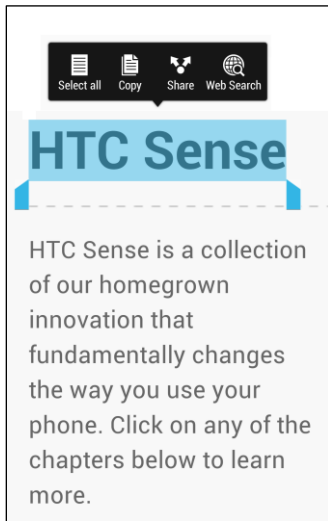 Select all Copy Share Web Search
HTC Sense
HTC Sense is a collection
of our homegrown
innovation that
fundamentally changes
the way you use your
phone. Click on any of the
chapters below to learn
more.